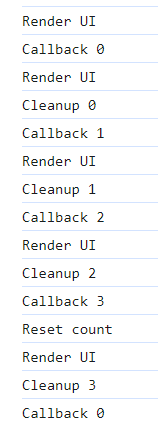 Render UI
Callback 0
Render UI
Cleanup 0
Callback 1
Render UI
Cleanup 1
Callback 2
Render UI
Cleanup 2
Callback 3
Reset count
Render UI
Cleanup 3
Callback 0